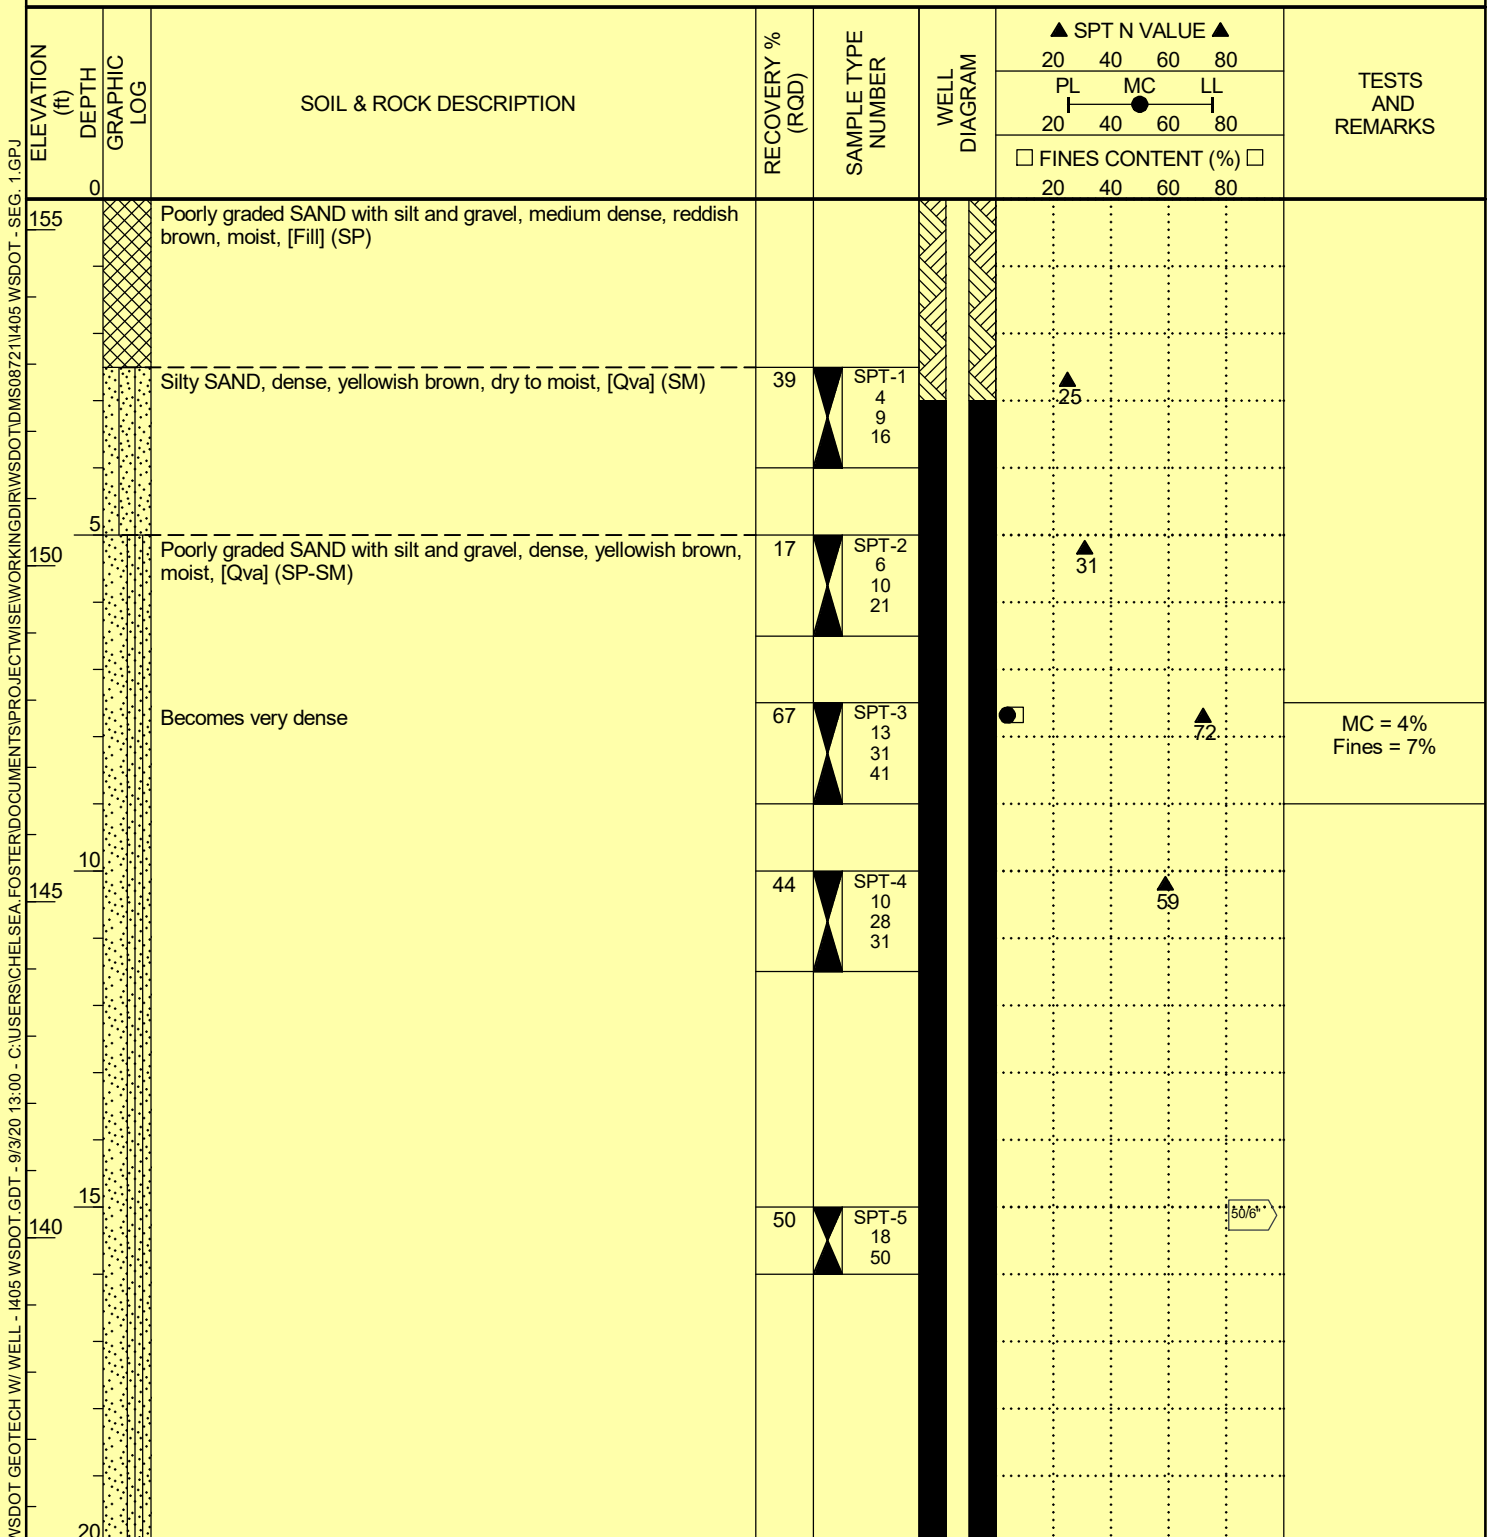 ELEVATION
(ft)
DEPTH
GRAPHIC
LOG
SOIL & ROCK DESCRIPTION
RECOVERY %
(RQD)
SAMPLE TYPE
NUMBER
WELL
DIAGRAM
▲ SPT N VALUE ▲
20 40 60 80
PL MC LL
20 40 60 80
□ FINES CONTENT (%) □
20 40 60 80
TESTS
AND
REMARKS
0
155
Poorly graded SAND with silt and gravel, medium dense, reddish
brown, moist, [Fill] (SP)
Silty SAND, dense, yellowish brown, dry to moist, [Qva] (SM)
39
SPT-1
4
9
16
25
5
150
Poorly graded SAND with silt and gravel, dense, yellowish brown,
moist, [Qva] (SP-SM)
17
SPT-2
6
10
21
31
Becomes very dense
67
SPT-3
13
31
41
72
MC = 4%
Fines = 7%
10
145
44
SPT-4
10
28
31
59
15
140
50
SPT-5
18
50
50/6"
20
WSDOT GEOTECH W/ WELL - I405 WSDOT.GDT - 9/3/20 13:00 - C:\USERS\CHELSEA.FOSTER\DOCUMENTS\PROJECTWISE\WORKINGDIR\WSDOT\DMS08721\I405 WSDOT - SEG. 1.GPJ